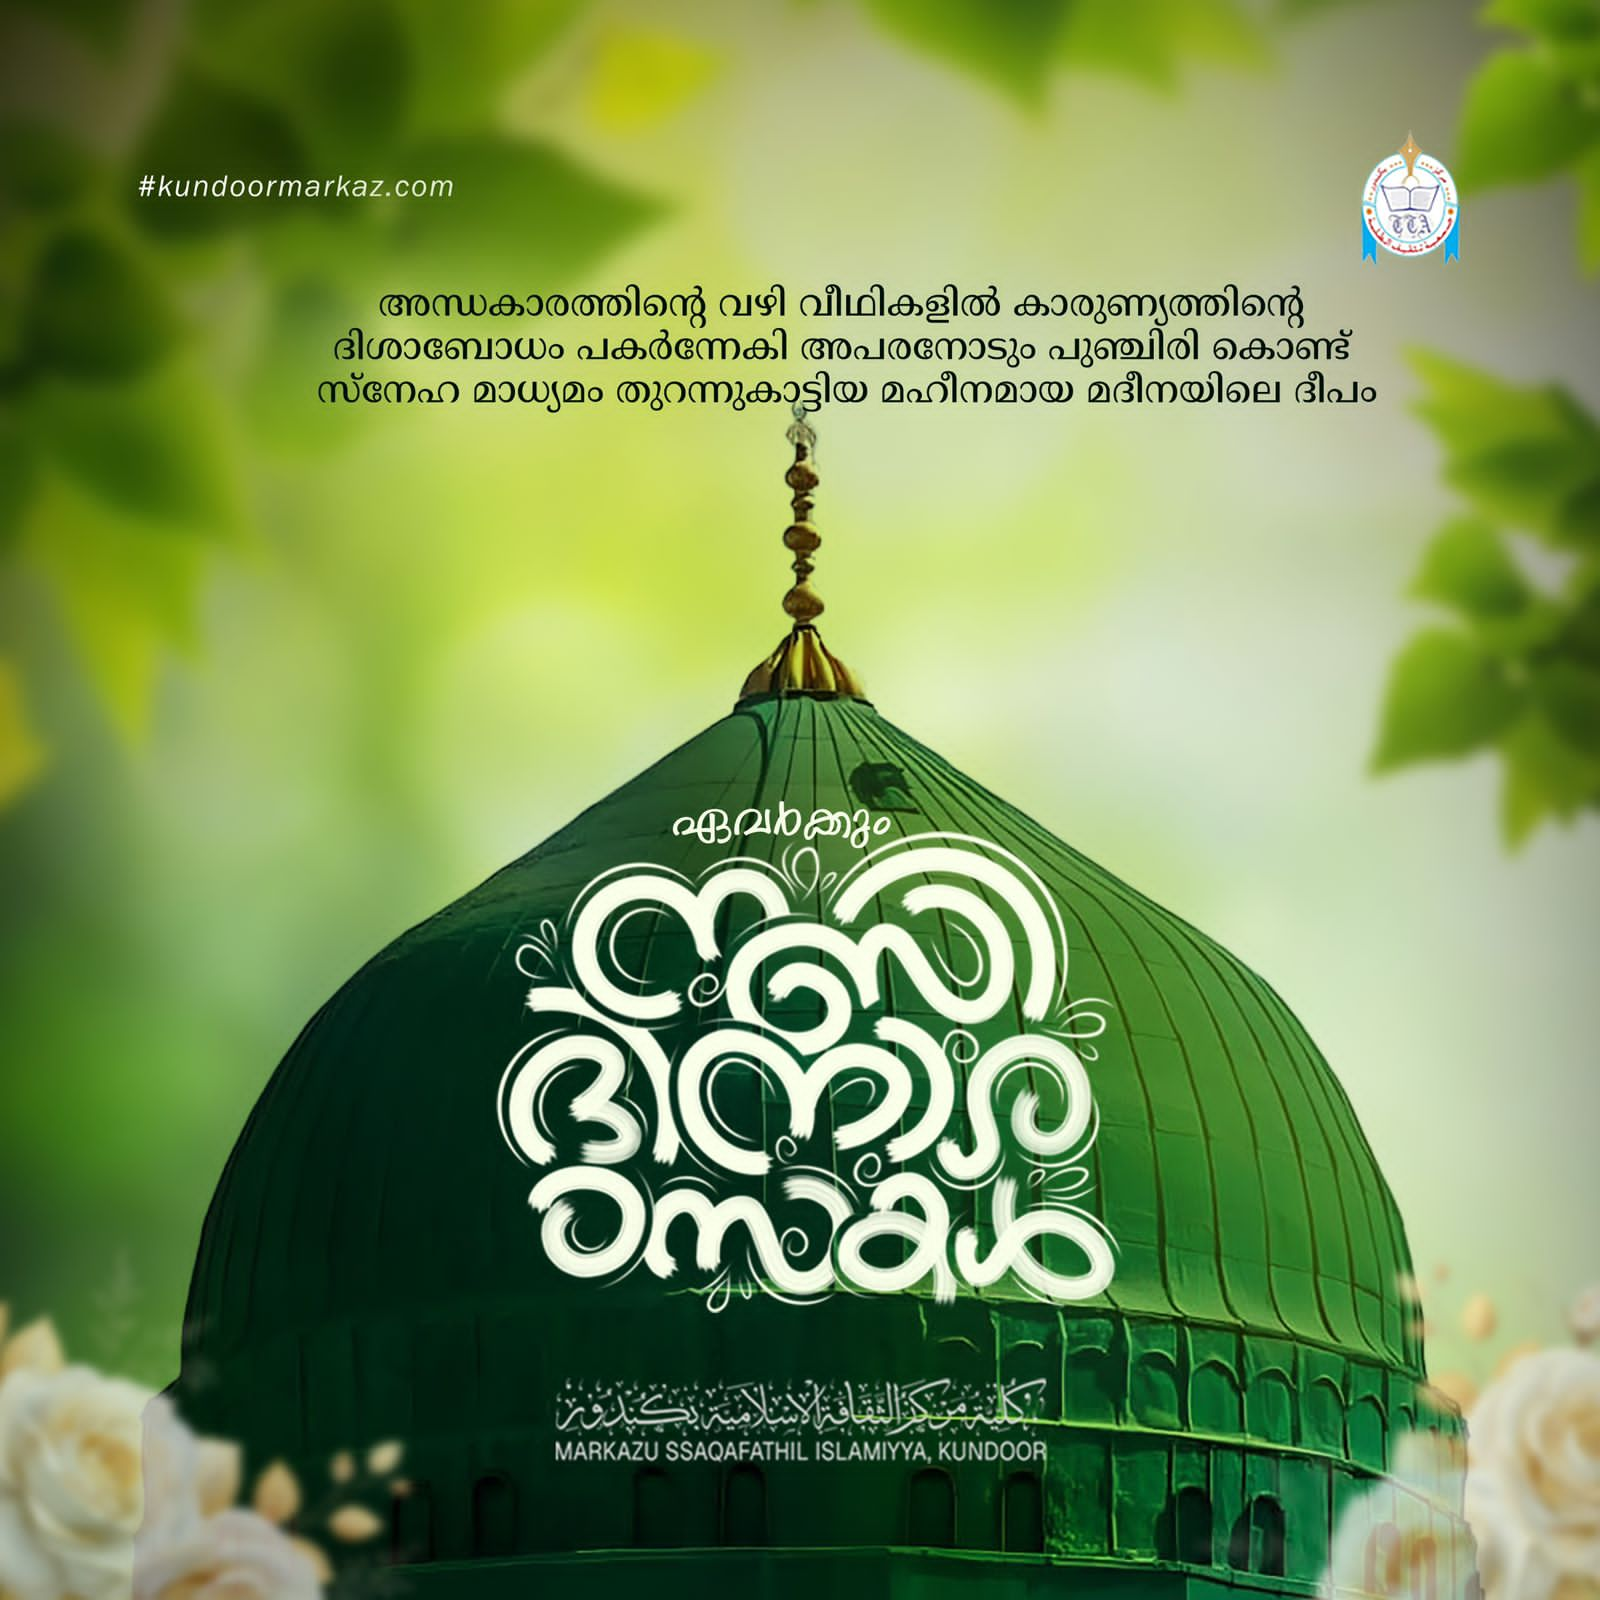 #kundoormarkaz.com
അന്ധകാരത്തിന്റെ വഴി വീഥികളിൽ കാരുണ്യത്തിന്റെ
ദിശാബോധം പകർന്നേകി അപരനോടും പുഞ്ചിരി കൊണ്ട്
സ്നേഹ മാധ്യമം തുറന്നുകാട്ടിയ മഹീനമായ മദീനയിലെ ദീപം
ഏവർക്കും
നബി
ദിനാശ
ംസകൾ
كلية مركز الثقافة الإسلامية بكندور
MARKAZU SSAQAFATHIL ISLAMIYYA, KUNDOOR